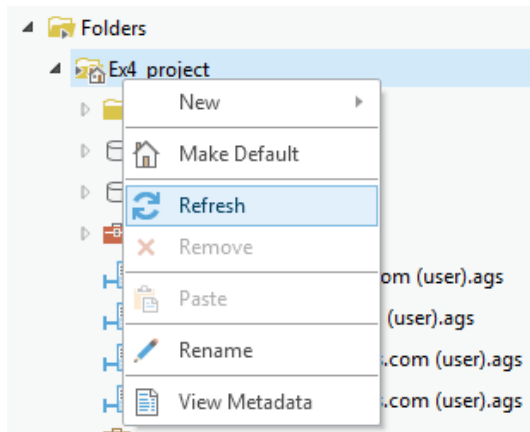 Folders
Ex4_project
New
Make Default
Refresh
Remove
om (user).ags
Paste
(user).ags
Rename
.com (user).ags
View Metadata
.com (user).ags